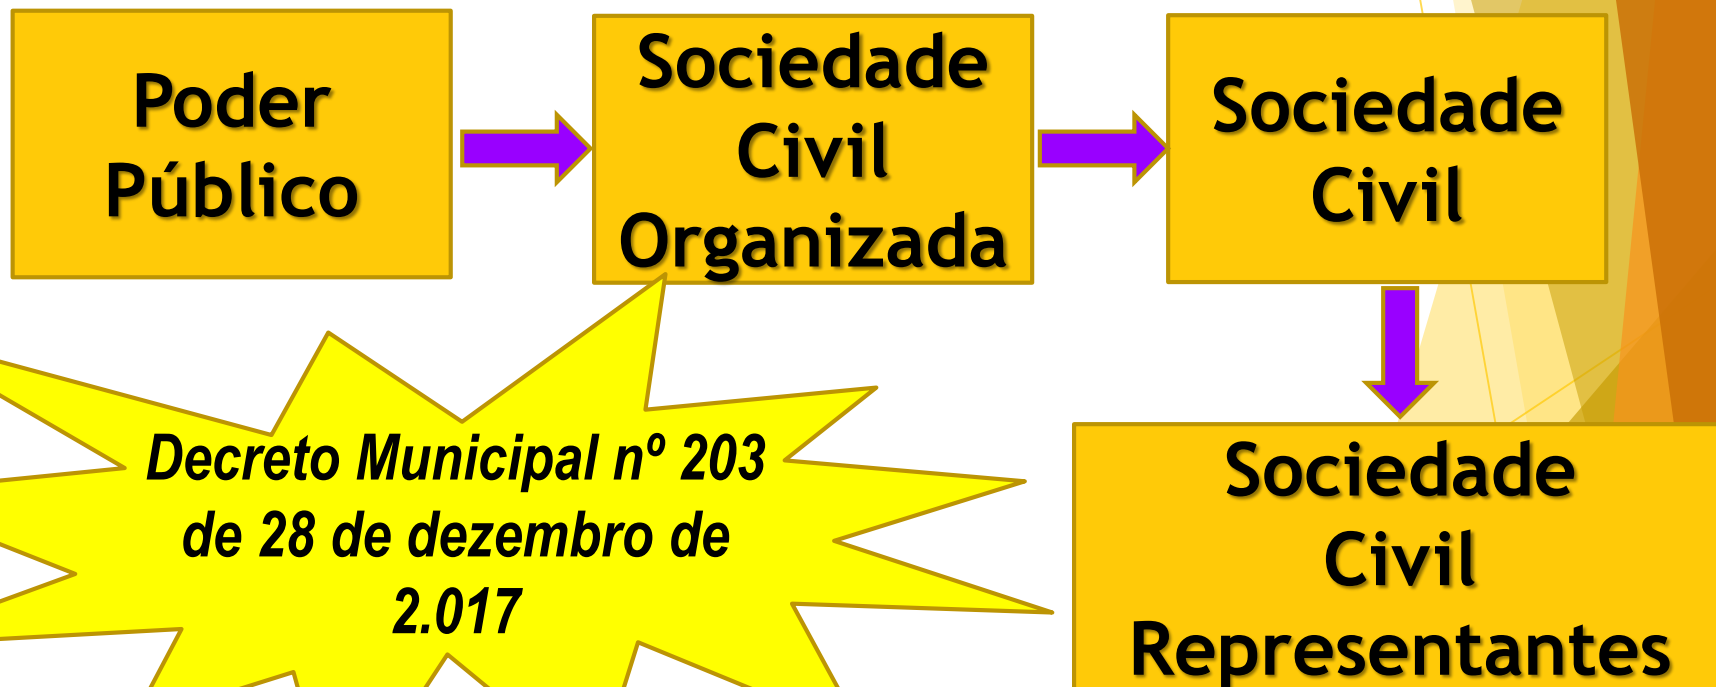 Poder
Público
Sociedade
Civil
Organizada
Sociedade
Civil
Sociedade
Civil
Representantes
Decreto Municipal nº 203
de 28 de dezembro de
2.017